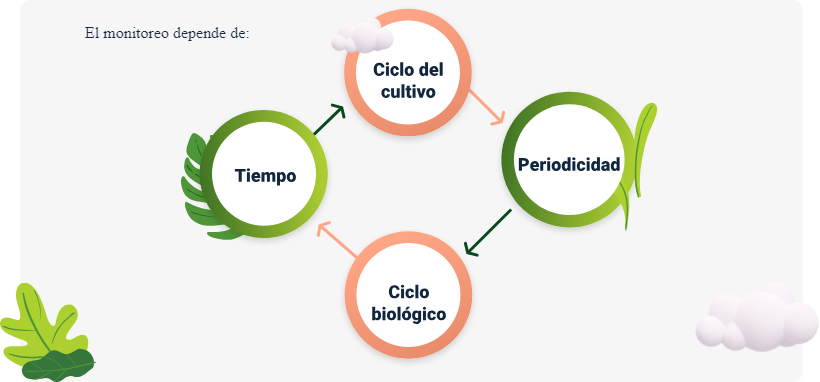 El monitoreo depende de:
Ciclo del
cultivo
Periodicidad
Ciclo
biológico
Tiempo